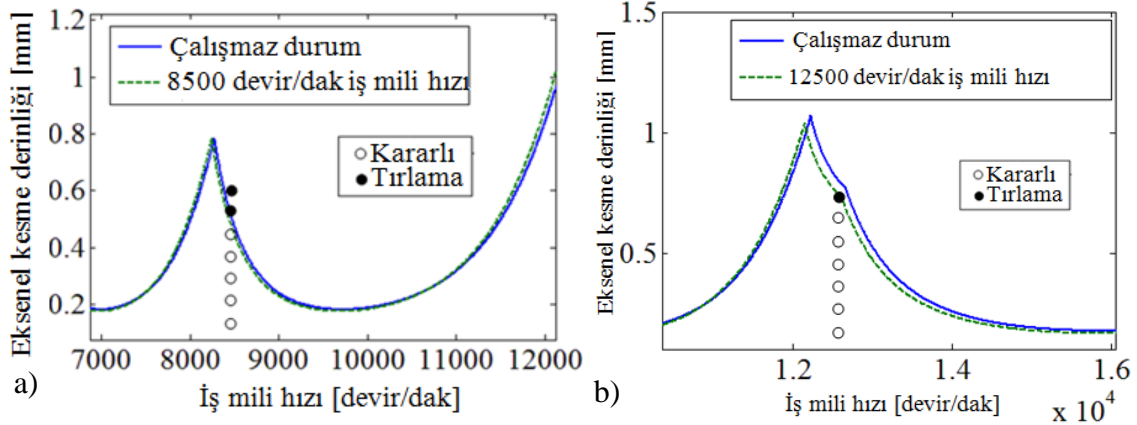 1.2
1
0.8
0.6
0.4
0.2
Eksenel kesme derinliği [mm]
Çalışmaz durum
8500 devir/dak iş mili hızı
Kararlı
Tırlama
7000 8000 9000 10000 11000 12000
İş mili hızı [devir/dak]
a)
1.5
1
0.5
Eksenel kesme derinliği [mm]
Çalışmaz durum
12500 devir/dak iş mili hızı
Kararlı
Tırlama
1.2 1.4 1.6
İş mili hızı [devir/dak]
x 10⁴
b)